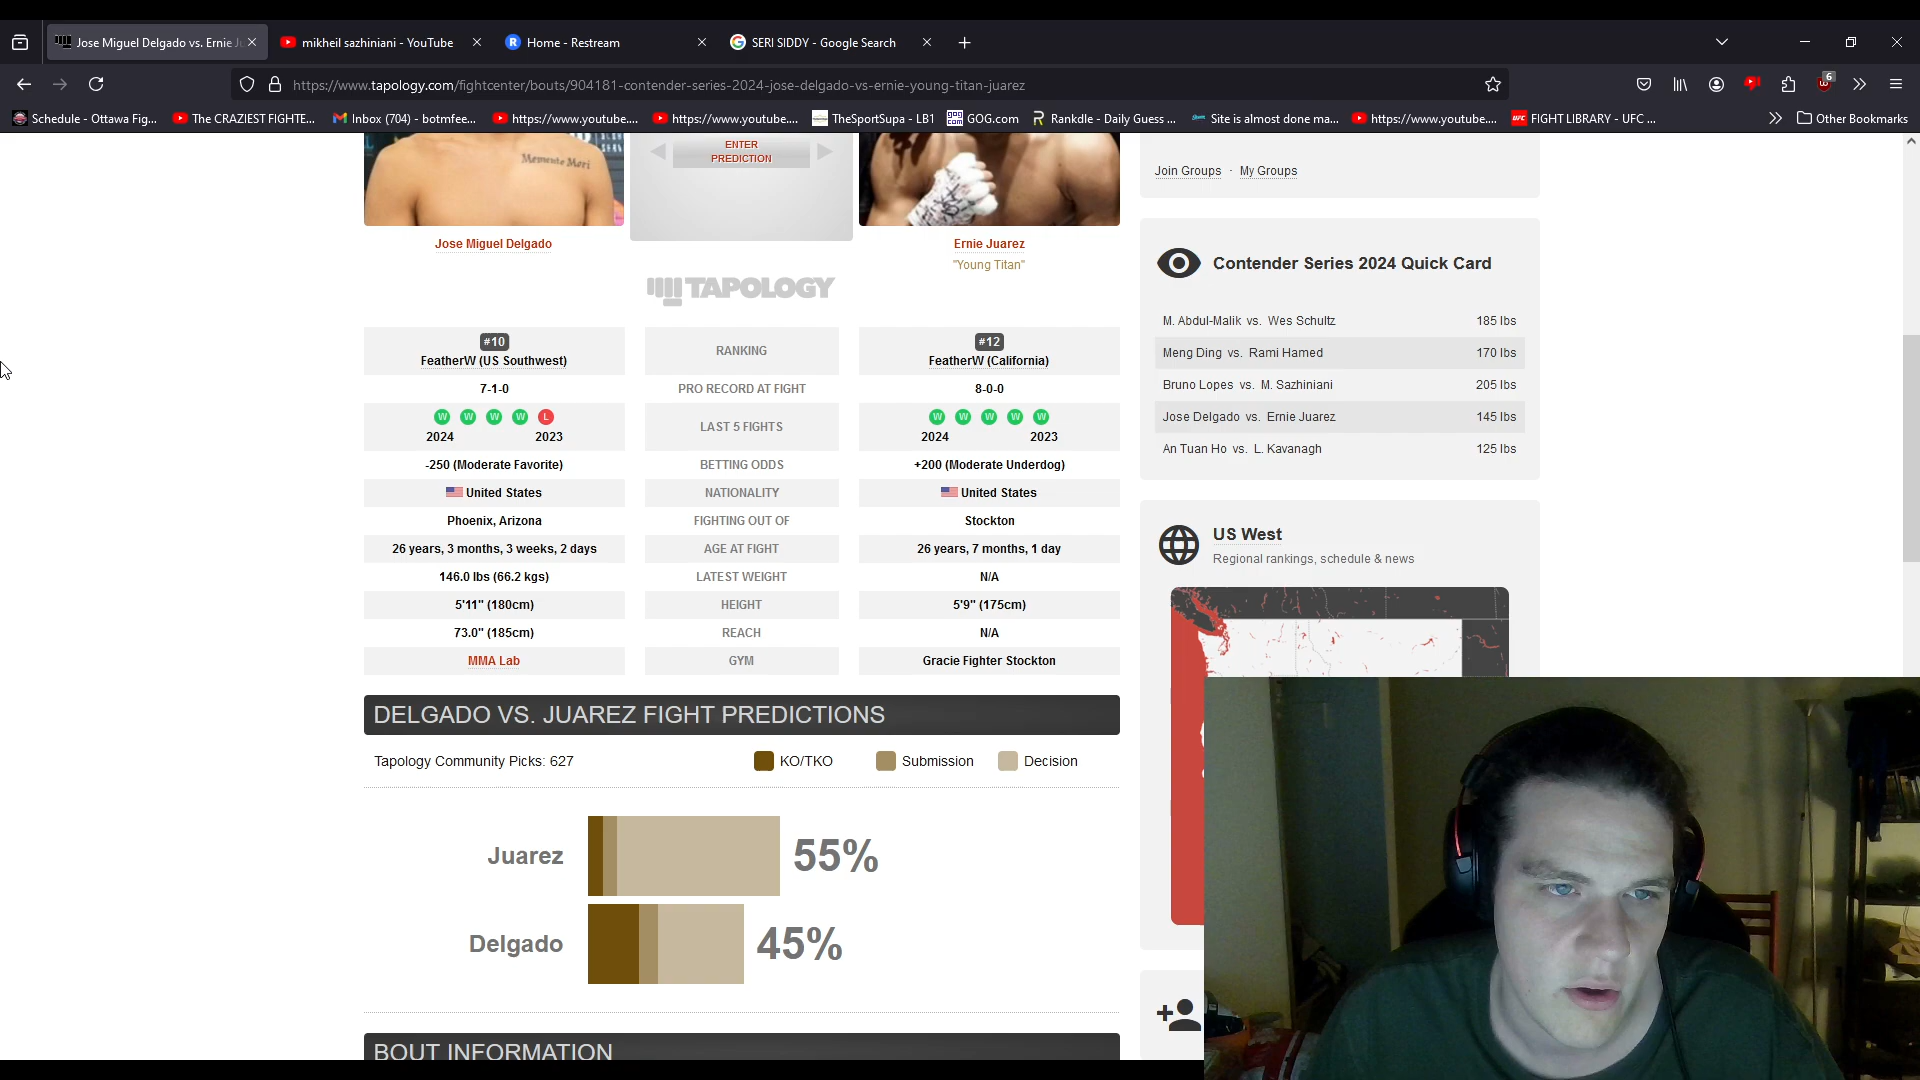 Jose Miguel Delgado vs. Ernie J
mikheil sazhiniani - YouTube
Home - Restream
SERI SIDDY - Google Search
https://www.tapology.com/fightcenter/bouts/904181-contender-series-2024-jose-delgado-vs-ernie-young-titan-juarez
6
Schedule - Ottawa Fig...
The CRAZIEST FIGHTE...
Inbox (704) - botmfee...
https://www.youtube....
https://www.youtube....
TheSportSupa - LB1
GOG.com
Rankdle - Daily Guess ...
Site is almost done ma...
https://www.youtube....
FIGHT LIBRARY - UFC ...
Other Bookmarks
Memento Mori
ENTER
PREDICTION
Jose Miguel Delgado
Ernie Juarez
"Young Titan"
TAPOLOGY
#10
FeatherW (US Southwest)
RANKING
#12
FeatherW (California)
7-1-0
PRO RECORD AT FIGHT
8-0-0
W W W W L
2024 2023
LAST 5 FIGHTS
W W W W W
2024 2023
-250 (Moderate Favorite)
BETTING ODDS
+200 (Moderate Underdog)
United States
NATIONALITY
United States
Phoenix, Arizona
FIGHTING OUT OF
Stockton
26 years, 3 months, 3 weeks, 2 days
AGE AT FIGHT
26 years, 7 months, 1 day
146.0 lbs (66.2 kgs)
LATEST WEIGHT
N/A
5'11" (180cm)
HEIGHT
5'9" (175cm)
73.0" (185cm)
REACH
N/A
MMA Lab
GYM
Gracie Fighter Stockton
DELGADO VS. JUAREZ FIGHT PREDICTIONS
Tapology Community Picks: 627
KO/TKO
Submission
Decision
Juarez
55%
Delgado
45%
BOUT INFORMATION
Join Groups · My Groups
Contender Series 2024 Quick Card
M. Abdul-Malik vs. Wes Schultz 185 lbs
Meng Ding vs. Rami Hamed 170 lbs
Bruno Lopes vs. M. Sazhiniani 205 lbs
Jose Delgado vs. Ernie Juarez 145 lbs
An Tuan Ho vs. L. Kavanagh 125 lbs
US West
Regional rankings, schedule & news